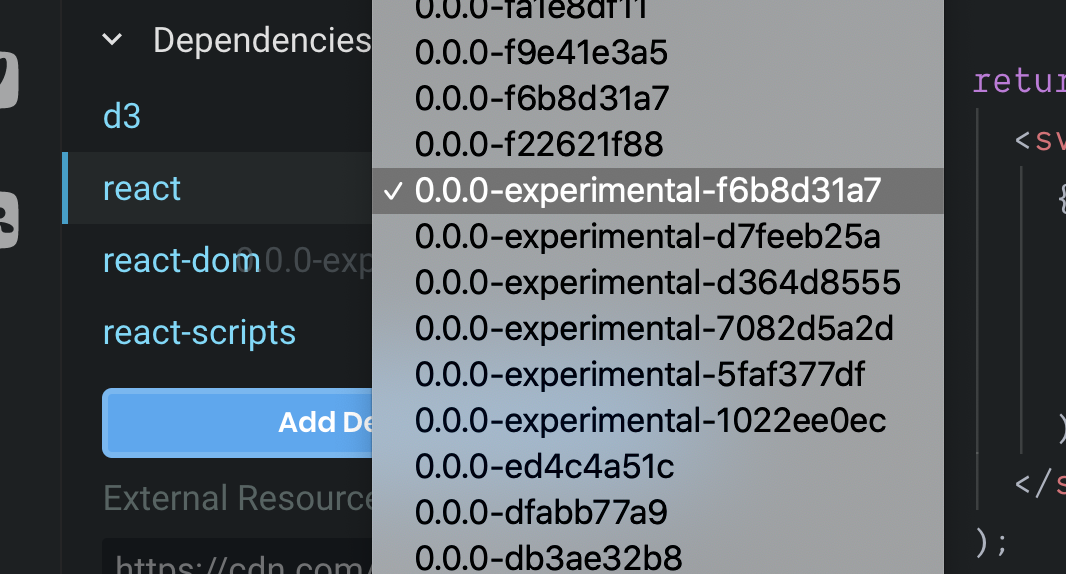 Dependencies
d3
react
react-dom
0.0.0-exp
react-scripts
Add De
External Resource
https://cdn.com/
0.0.0-fa1e8df11
0.0.0-f9e41e3a5
0.0.0-f6b8d31a7
0.0.0-f22621f88
✓ 0.0.0-experimental-f6b8d31a7
0.0.0-experimental-d7feeb25a
0.0.0-experimental-d364d8555
0.0.0-experimental-7082d5a2d
0.0.0-experimental-5faf377df
0.0.0-experimental-1022ee0ec
0.0.0-ed4c4a51c
0.0.0-dfabb77a9
0.0.0-db3ae32b8
retur
<sv
{
)
</s
);